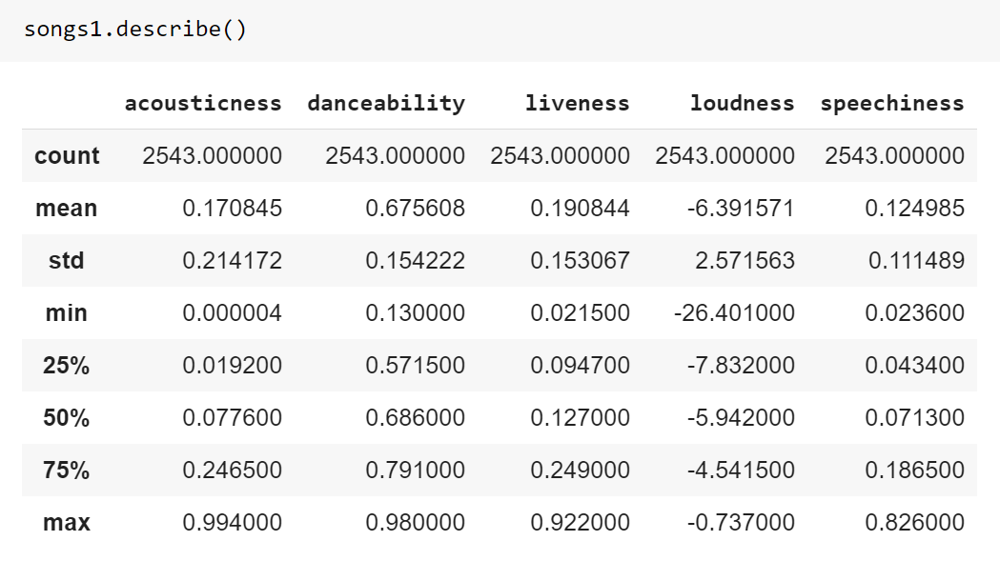 songs1.describe()
acousticness danceability liveness loudness speechiness
count 2543.000000 2543.000000 2543.000000 2543.000000 2543.000000
mean 0.170845 0.675608 0.190844 -6.391571 0.124985
std 0.214172 0.154222 0.153067 2.571563 0.111489
min 0.000004 0.130000 0.021500 -26.401000 0.023600
25% 0.019200 0.571500 0.094700 -7.832000 0.043400
50% 0.077600 0.686000 0.127000 -5.942000 0.071300
75% 0.246500 0.791000 0.249000 -4.541500 0.186500
max 0.994000 0.980000 0.922000 -0.737000 0.826000